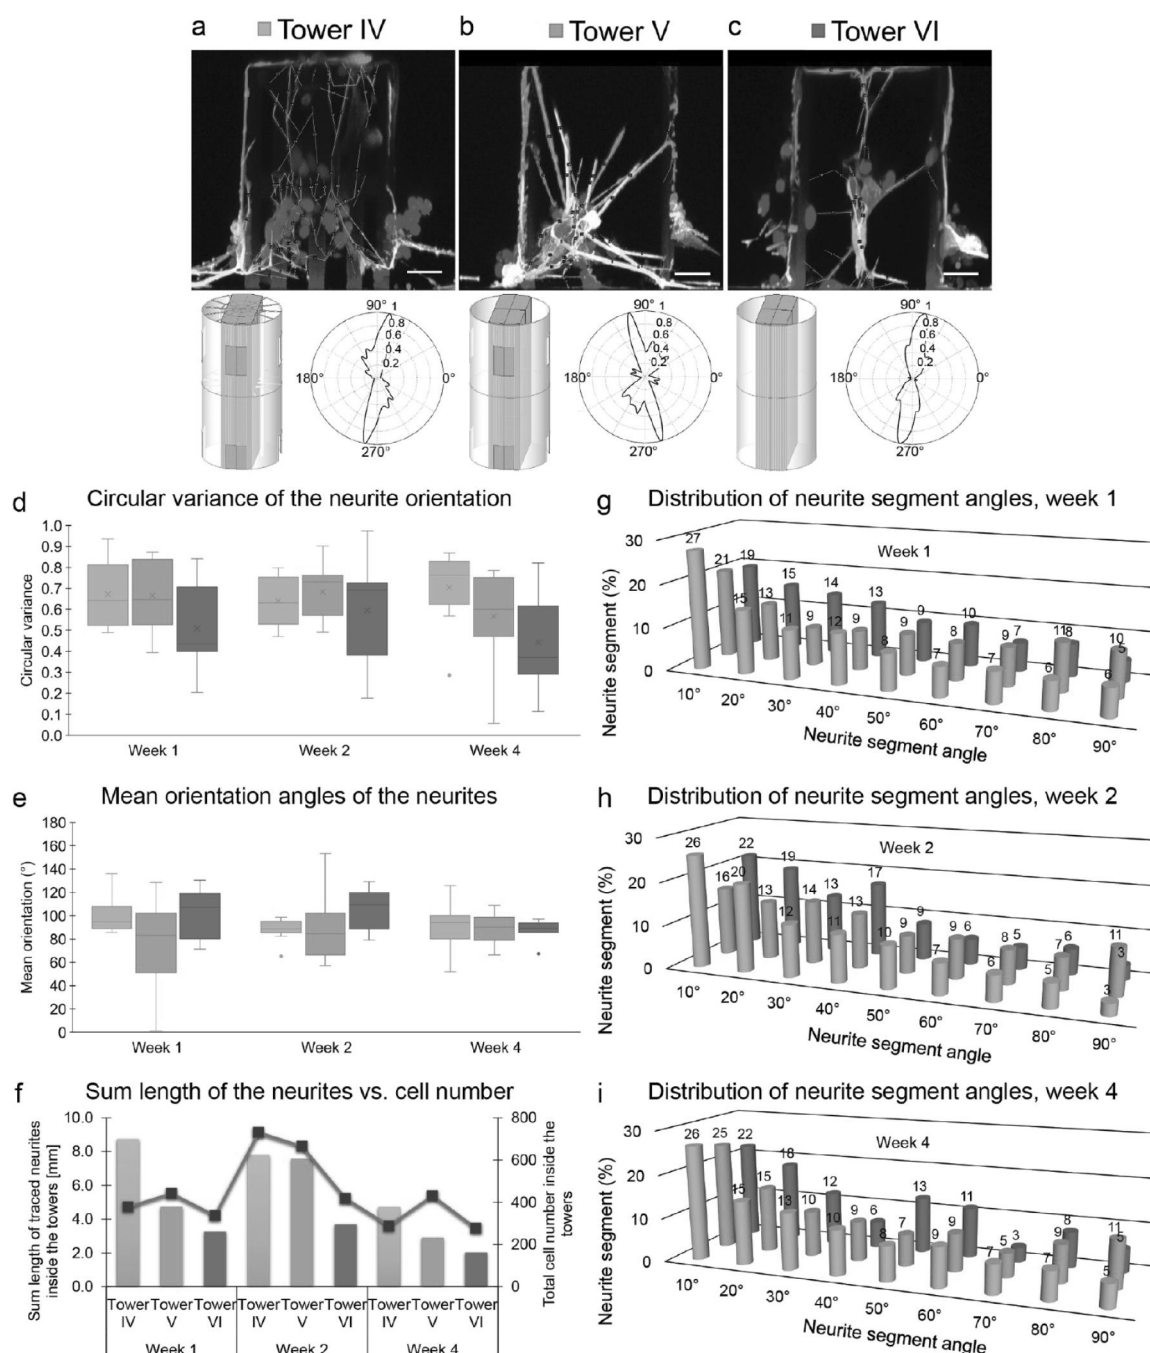 a Tower IV b Tower V c Tower VI
90° 1 90° 1 90° 1
0.8 0.8 0.8
0.6 0.6 0.6
0.4 0.4 0.4
0.2 0.2 0.2
180° 0° 180° 0° 180° 0°
270° 270° 270°
d Circular variance of the neurite orientation
Circular variance
1.0
0.9
0.8
0.7
0.6
0.5
0.4
0.3
0.2
0.1
0.0
Week 1 Week 2 Week 4
e Mean orientation angles of the neurites
Mean orientation (°)
180
160
140
120
100
80
60
40
20
0
Week 1 Week 2 Week 4
f Sum length of the neurites vs. cell number
Sum length of traced neurites
inside the towers [mm]
10.0
8.0
6.0
4.0
2.0
0.0
800
600
400
200
0
Total cell number inside the
towers
Tower Tower Tower Tower Tower Tower Tower Tower Tower
IV V VI IV V VI IV V VI
Week 1 Week 2 Week 4
g Distribution of neurite segment angles, week 1
Neurite segment (%)
30
20
10
0
Week 1
27 21 19
15 13 15
11 9 14
12 9 13
8 9 9
7 8 10
7 9 7
6 11 8
6 10 5
10° 20° 30° 40° 50° 60° 70° 80° 90°
Neurite segment angle
h Distribution of neurite segment angles, week 2
Neurite segment (%)
30
20
10
0
Week 2
26 16 22
20 13 19
12 14 13
11 13 17
10 9 9
7 9 6
6 8 5
5 7 6
3 11 3
10° 20° 30° 40° 50° 60° 70° 80° 90°
Neurite segment angle
i Distribution of neurite segment angles, week 4
Neurite segment (%)
30
20
10
0
Week 4
26 25 22
15 15 18
13 10 12
10 9 6
8 7 13
9 9 11
7 5 3
7 9 8
5 11 5
10° 20° 30° 40° 50° 60° 70° 80° 90°
Neurite segment angle